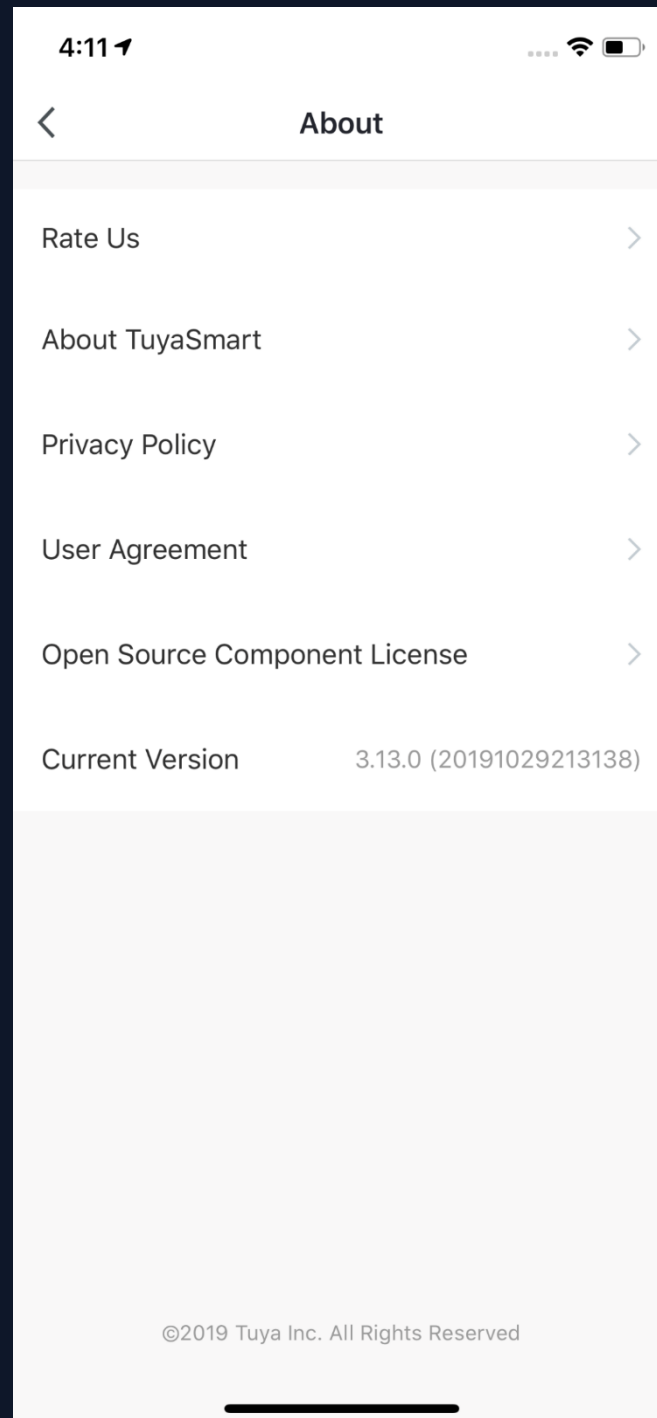 4:11
About
Rate Us
About TuyaSmart
Privacy Policy
User Agreement
Open Source Component License
Current Version 3.13.0 (20191029213138)
©2019 Tuya Inc. All Rights Reserved